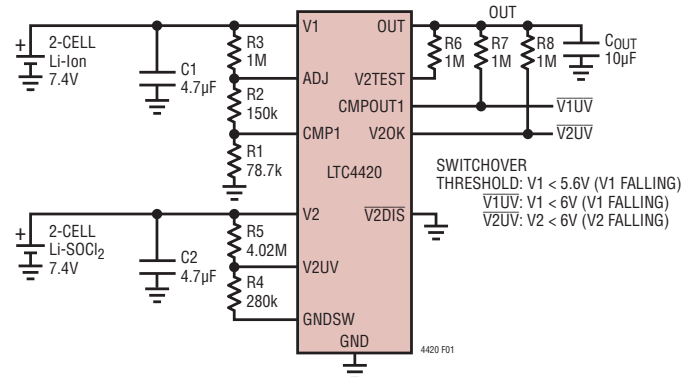 2-CELL
Li-Ion
7.4V
+
C1
4.7µF
R3
1M
R2
150k
R1
78.7k
V1
ADJ
CMP1
OUT
V2TEST
CMPOUT1
V2OK
LTC4420
OUT
R6
1M
R7
1M
R8
1M
COUT
10µF
V1UV
V2UV
SWITCHOVER
THRESHOLD: V1 < 5.6V (V1 FALLING)
V1UV: V1 < 6V (V1 FALLING)
V2UV: V2 < 6V (V2 FALLING)
+
2-CELL
Li-SOCl2
7.4V
C2
4.7µF
R5
4.02M
R4
280k
V2
V2UV
GNDSW
V2DIS
GND
4420 F01